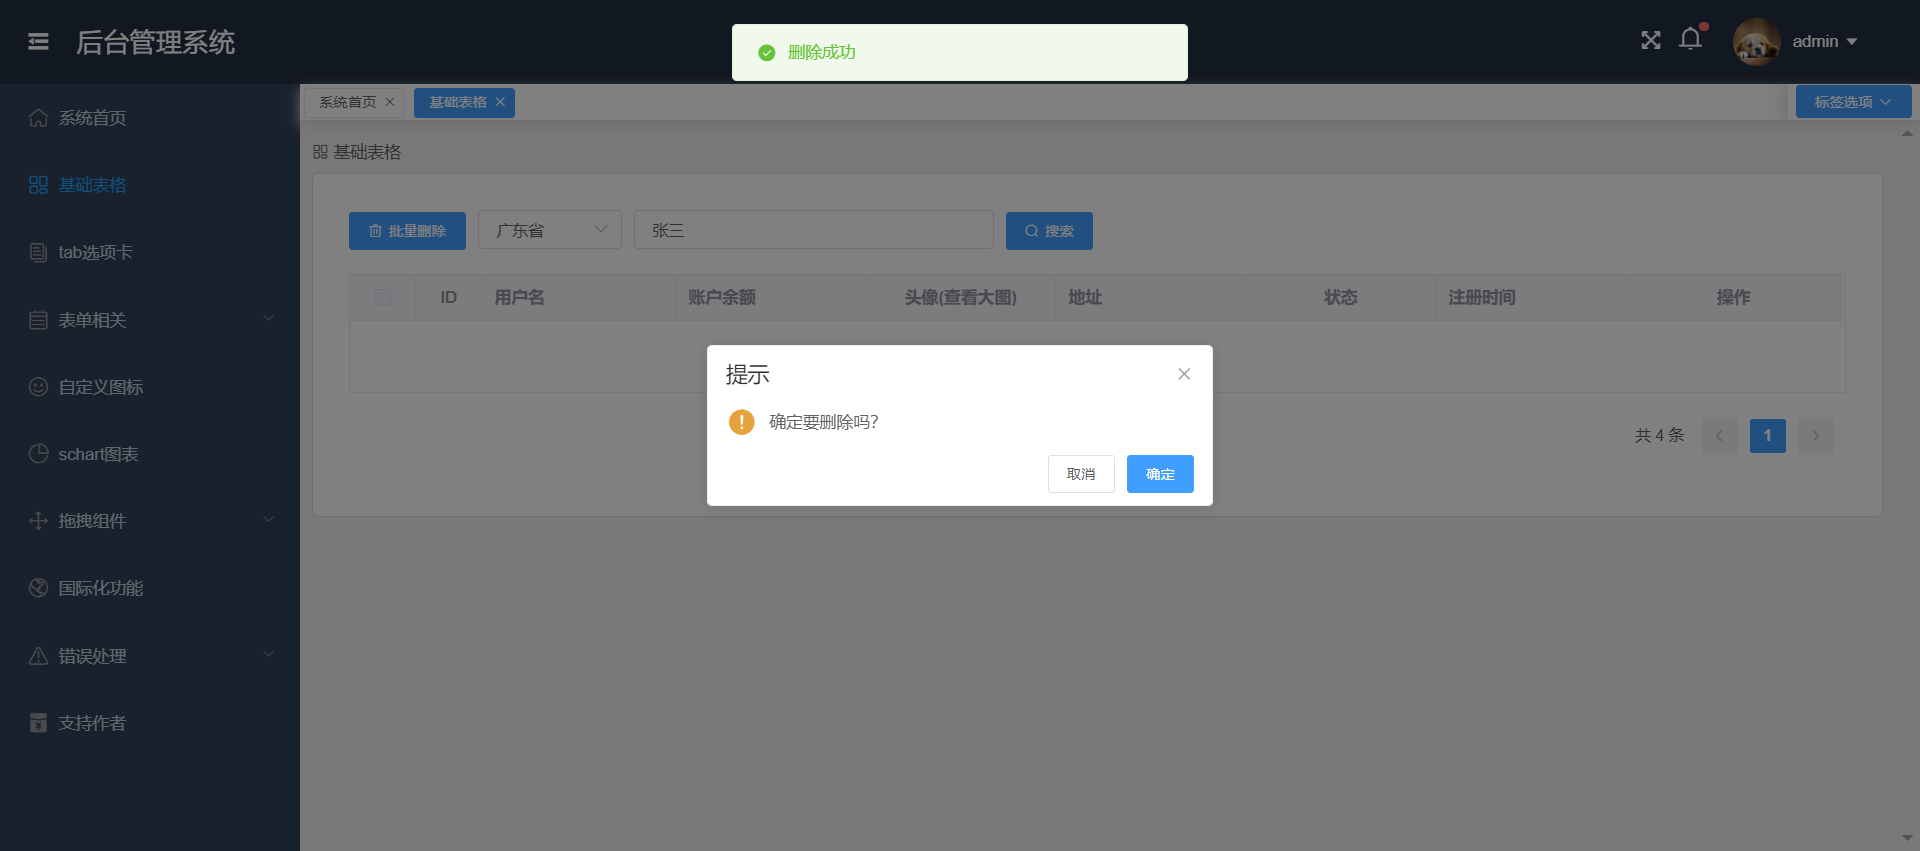 后台管理系统
删除成功
admin
系统首页
基础表格
标签选项
系统首页
基础表格
tab选项卡
表单相关
自定义图标
schart图表
拖拽组件
国际化功能
错误处理
支持作者
基础表格
批量删除
广东省
张三
搜索
ID
用户名
账户余额
头像(查看大图)
地址
状态
注册时间
操作
提示
确定要删除吗？
取消
确定
共 4 条
1